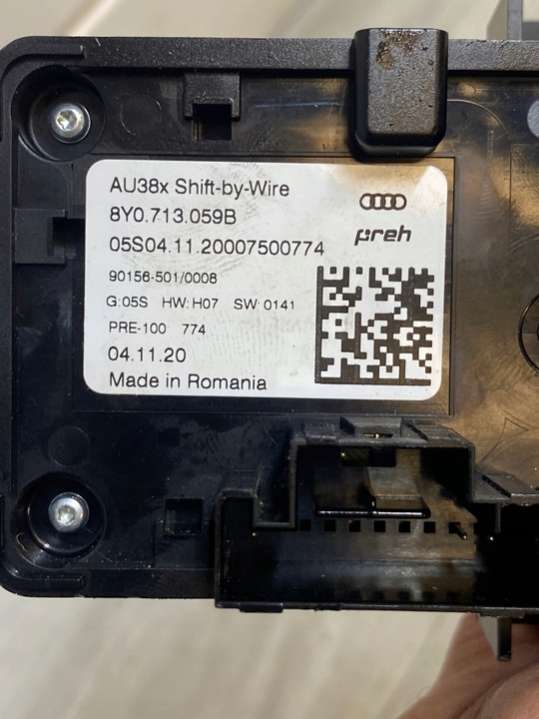 AU38x Shift-by-Wire
8Y0.713.059B
05S04.11.20007500774
preh
90156-501/0008
G:05S HW:H07 SW:0141
PRE-100 774
04.11.20
Made in Romania